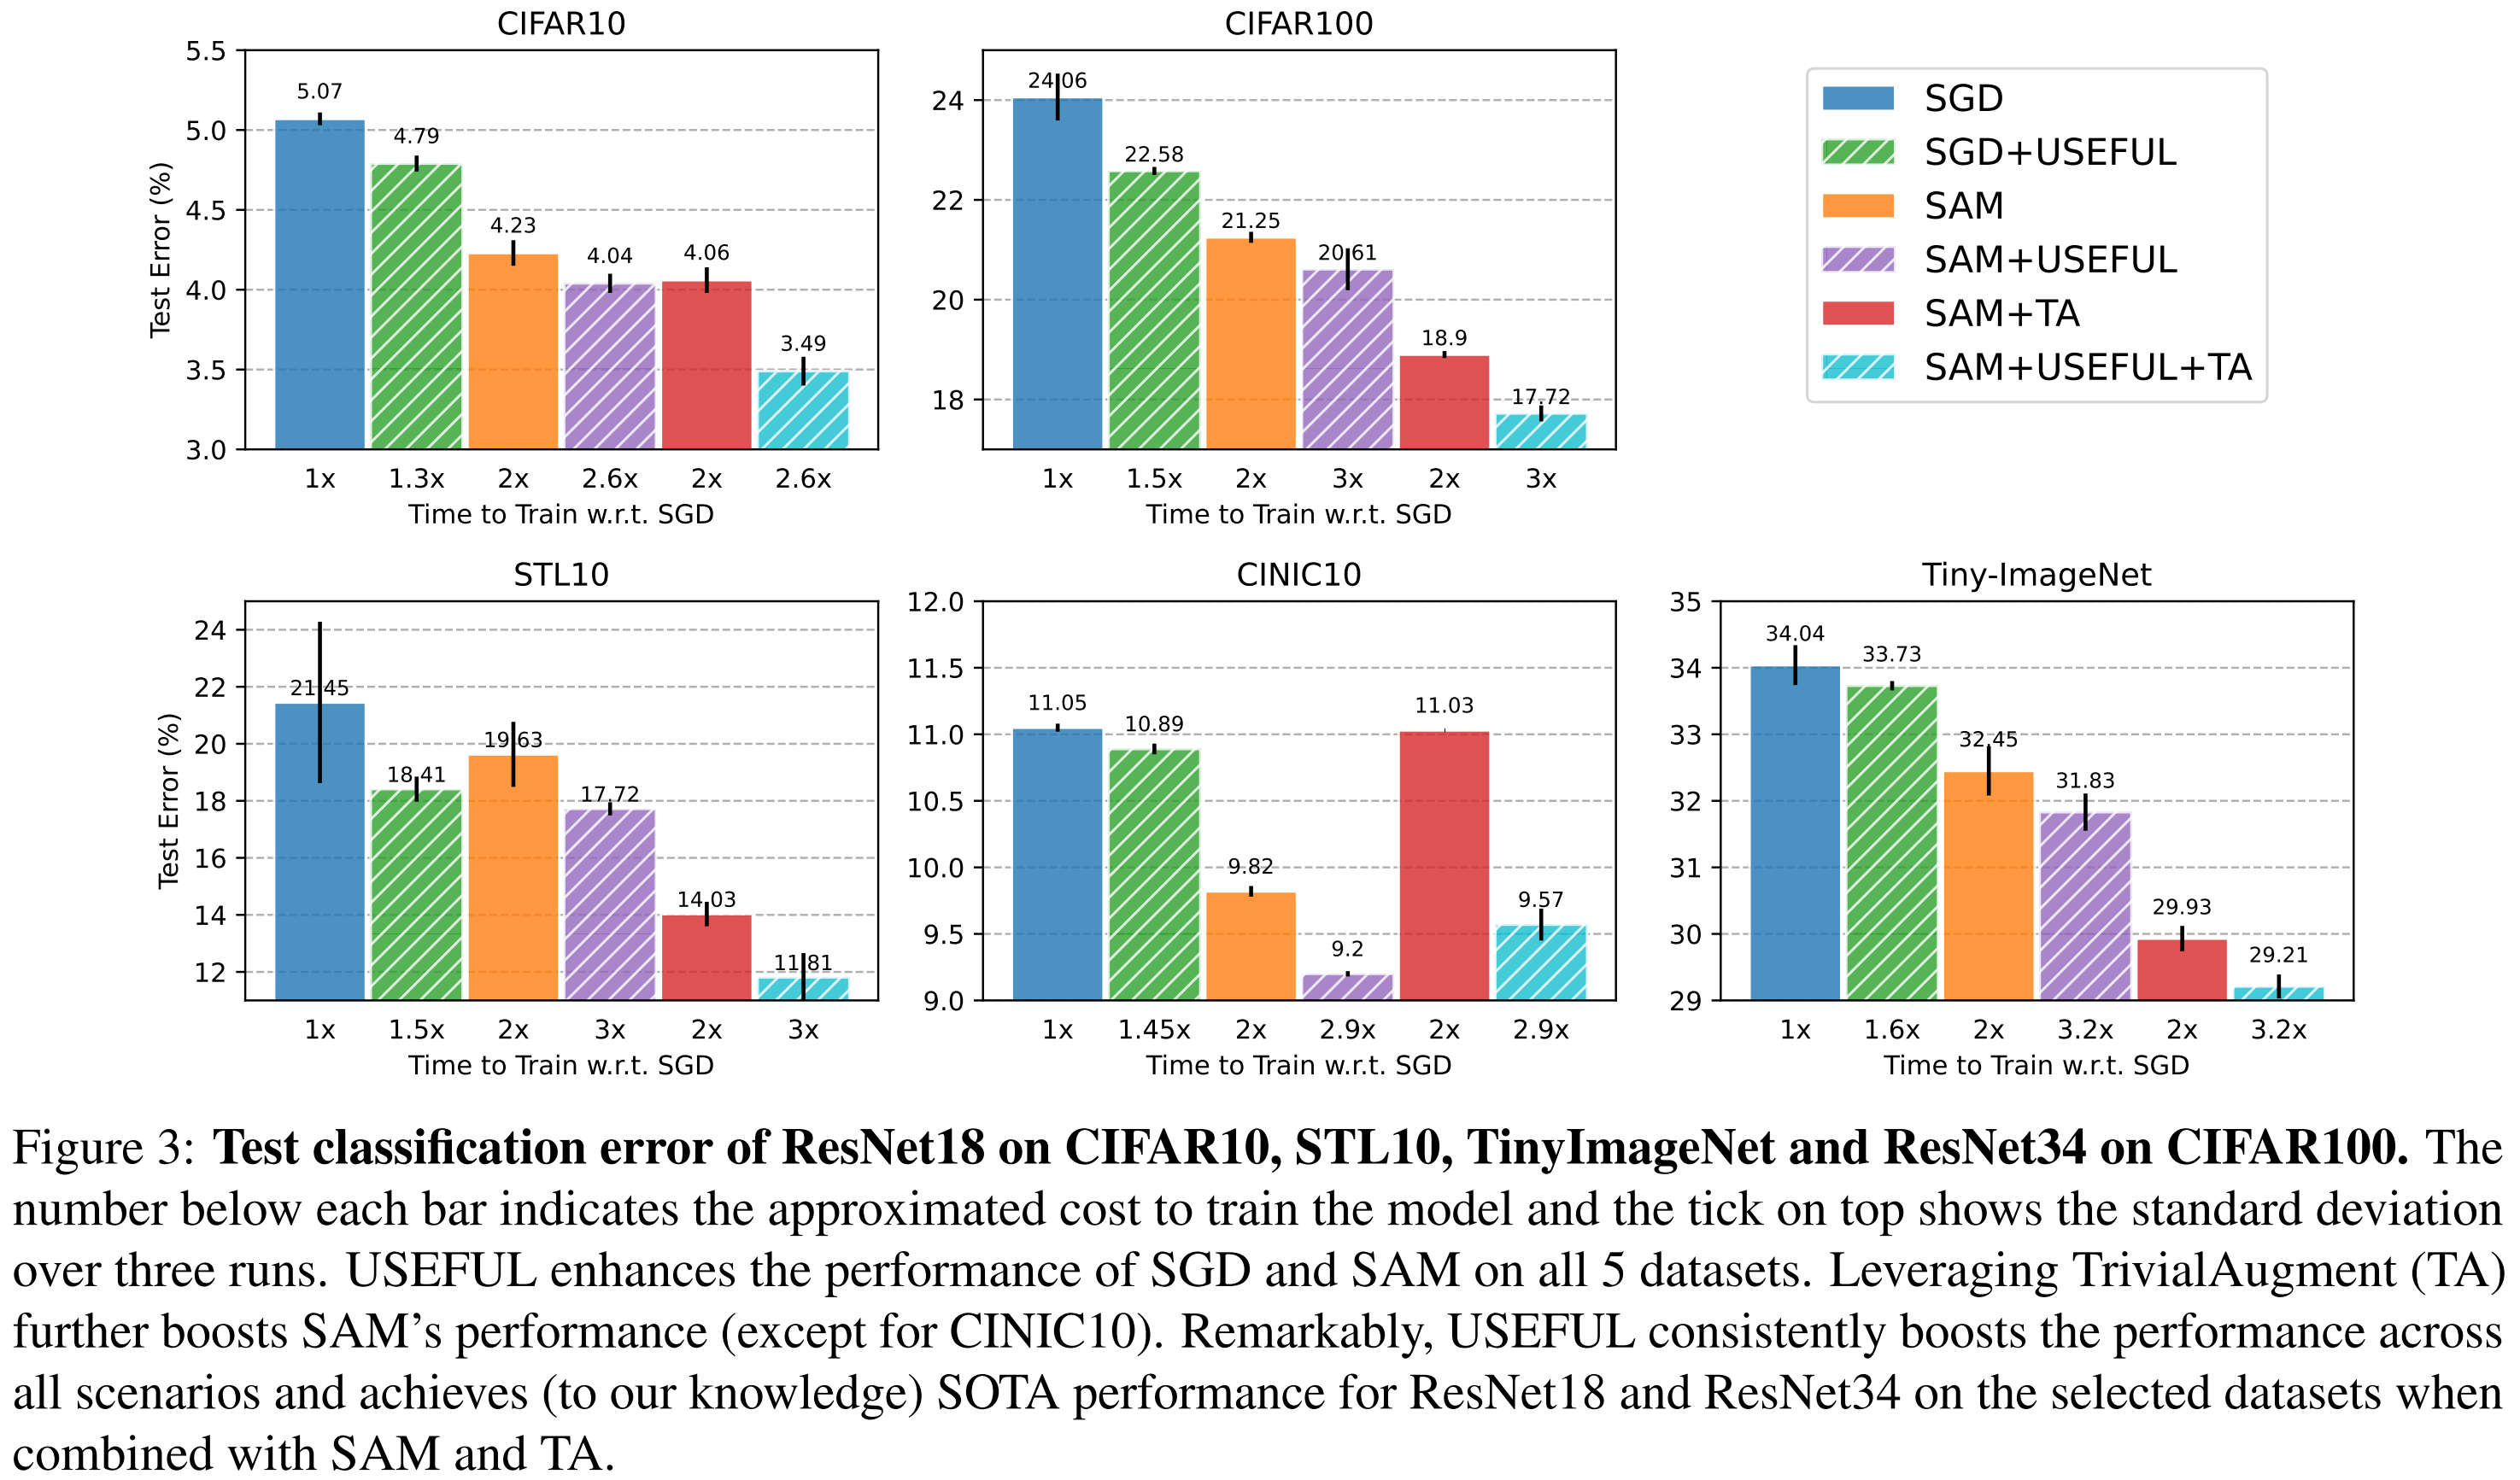 CIFAR10
5.5
5.0
4.5
4.0
3.5
3.0
Test Error (%)
5.07
4.79
4.23
4.04
4.06
3.49
1x 1.3x 2x 2.6x 2x 2.6x
Time to Train w.r.t. SGD
CIFAR100
24
22
20
18
24.06
22.58
21.25
20.61
18.9
17.72
1x 1.5x 2x 3x 2x 3x
Time to Train w.r.t. SGD
SGD
SGD+USEFUL
SAM
SAM+USEFUL
SAM+TA
SAM+USEFUL+TA
STL10
24
22
20
18
16
14
12
Test Error (%)
21.45
18.41
19.63
17.72
14.03
11.81
1x 1.5x 2x 3x 2x 3x
Time to Train w.r.t. SGD
CINIC10
12.0
11.5
11.0
10.5
10.0
9.5
9.0
11.05
10.89
9.82
9.2
11.03
9.57
1x 1.45x 2x 2.9x 2x 2.9x
Time to Train w.r.t. SGD
Tiny-ImageNet
35
34
33
32
31
30
29
34.04
33.73
32.45
31.83
29.93
29.21
1x 1.6x 2x 3.2x 2x 3.2x
Time to Train w.r.t. SGD
Figure 3: Test classification error of ResNet18 on CIFAR10, STL10, TinyImageNet and ResNet34 on CIFAR100. The
number below each bar indicates the approximated cost to train the model and the tick on top shows the standard deviation
over three runs. USEFUL enhances the performance of SGD and SAM on all 5 datasets. Leveraging TrivialAugment (TA)
further boosts SAM's performance (except for CINIC10). Remarkably, USEFUL consistently boosts the performance across
all scenarios and achieves (to our knowledge) SOTA performance for ResNet18 and ResNet34 on the selected datasets when
combined with SAM and TA.